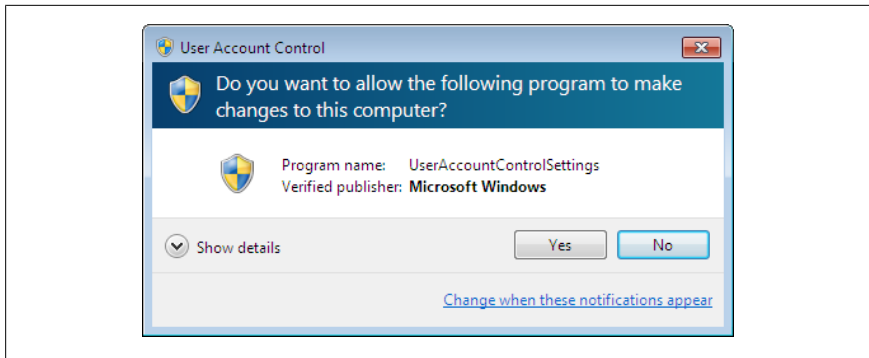 User Account Control
Do you want to allow the following program to make
changes to this computer?
Program name: UserAccountControlSettings
Verified publisher: Microsoft Windows
Show details
Yes
No
Change when these notifications appear